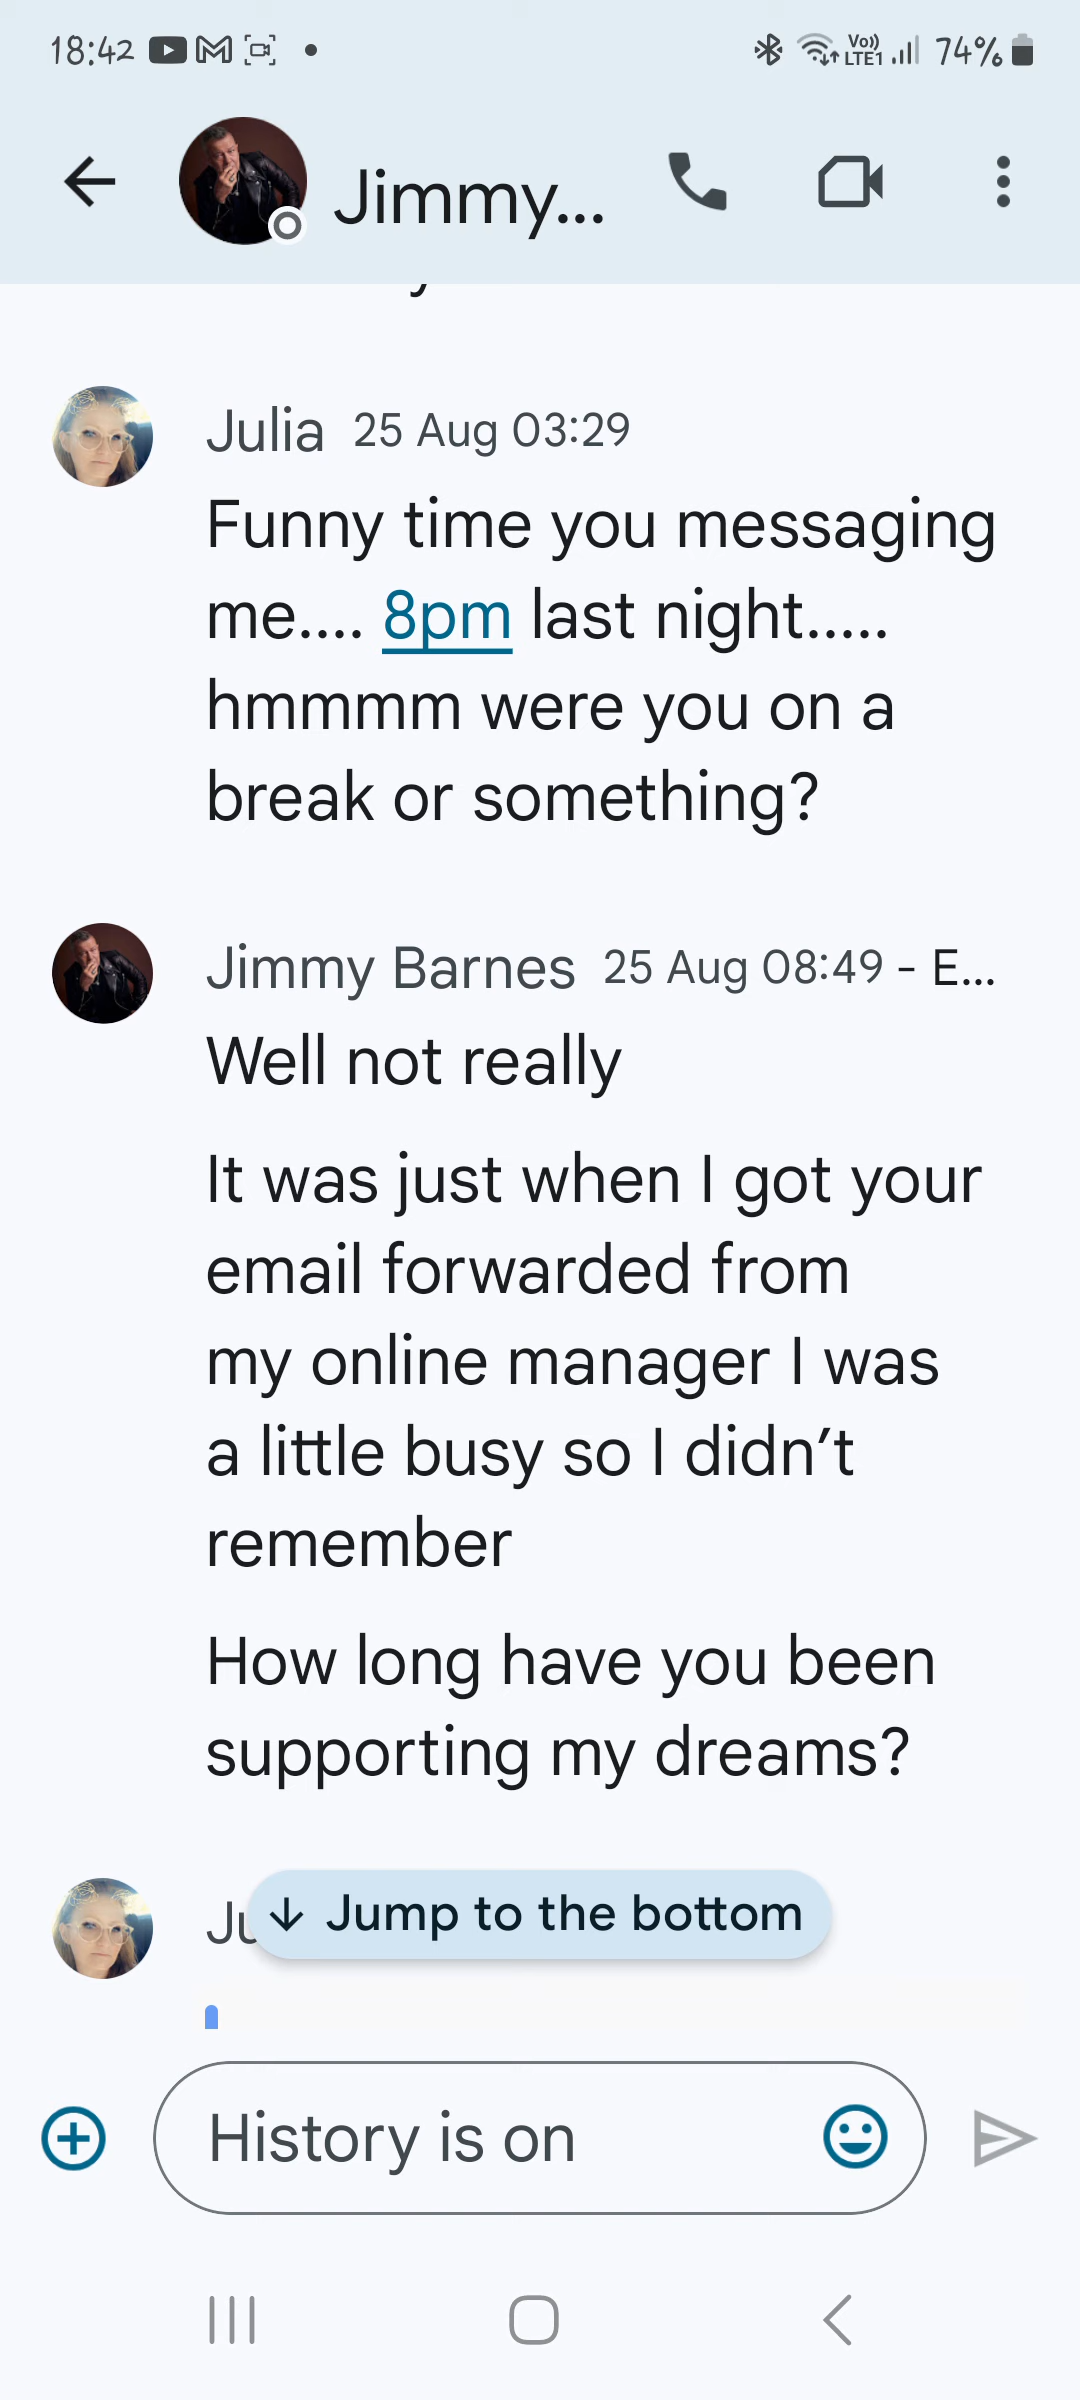 18:42
Vo))
LTE1
74%
Jimmy...
Julia 25 Aug 03:29
Funny time you messaging
me.... 8pm last night.....
hmmmm were you on a
break or something?
Jimmy Barnes 25 Aug 08:49 - E...
Well not really
It was just when I got your
email forwarded from
my online manager I was
a little busy so I didn’t
remember
How long have you been
supporting my dreams?
Ju
Jump to the bottom
History is on